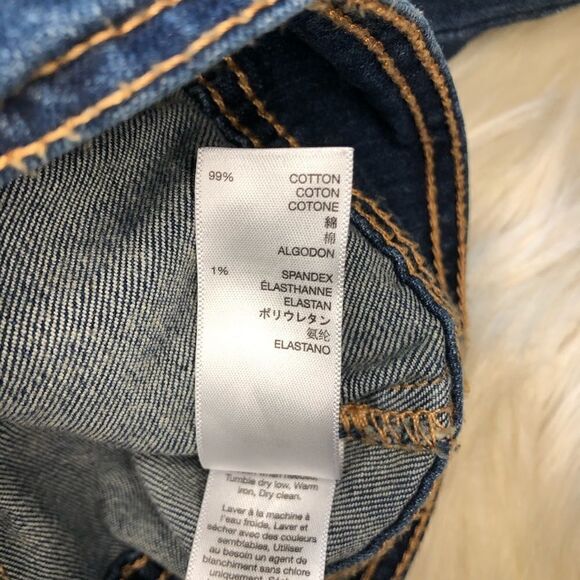 99% COTTON
COTON
COTONE
綿
棉
ALGODON
1% SPANDEX
ÉLASTHANNE
ELASTAN
ポリウレタン
氨纶
ELASTANO
when needed,
Tumble dry low, Warm
iron, Dry clean.
Laver à la machine à
l'eau froide, Laver et
sécher avec des couleurs
semblables, Utiliser
au besoin un agent de
blanchiment sans chlore
uniquement,